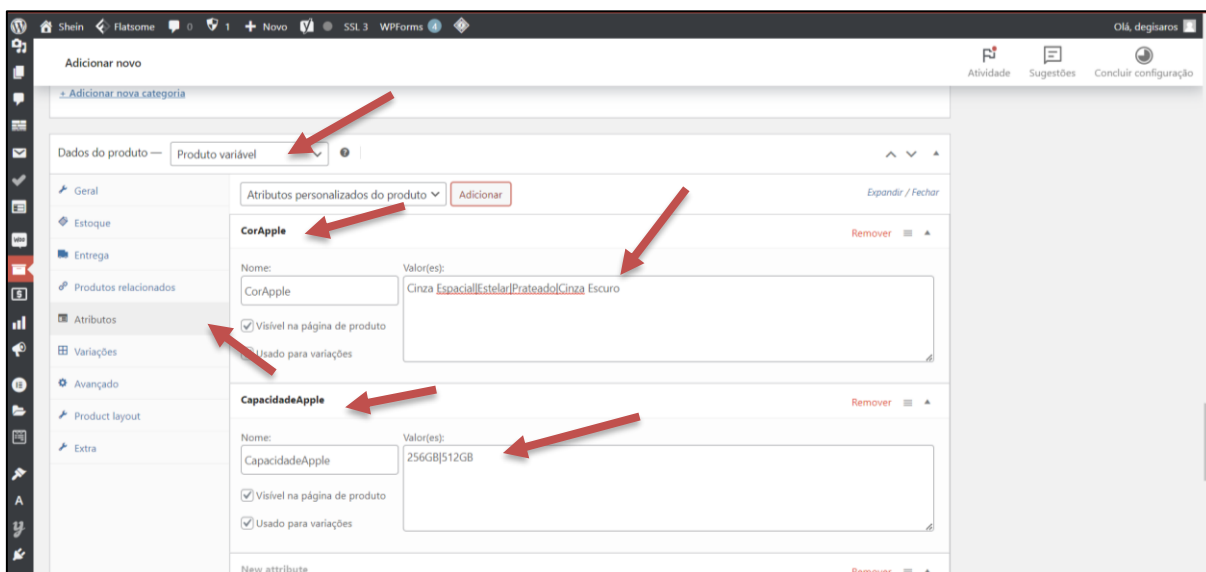 Shein Flatsome 0 1 Novo SSL 3 WPForms 4 Olá, degisaros
Adicionar novo
Atividade Sugestões Concluir configuração
+ Adicionar nova categoria
Dados do produto — Produto variável
Geral
Estoque
Entrega
Produtos relacionados
Atributos
Variações
Avançado
Product layout
Extra
Atributos personalizados do produto Adicionar Expandir / Fechar
CorApple Remover
Nome: Valor(es):
CorApple Cinza Espacial|Estelar|Prateado|Cinza Escuro
Visível na página de produto
Usado para variações
CapacidadeApple Remover
Nome: Valor(es):
CapacidadeApple 256GB|512GB
Visível na página de produto
Usado para variações
New attribute Remover